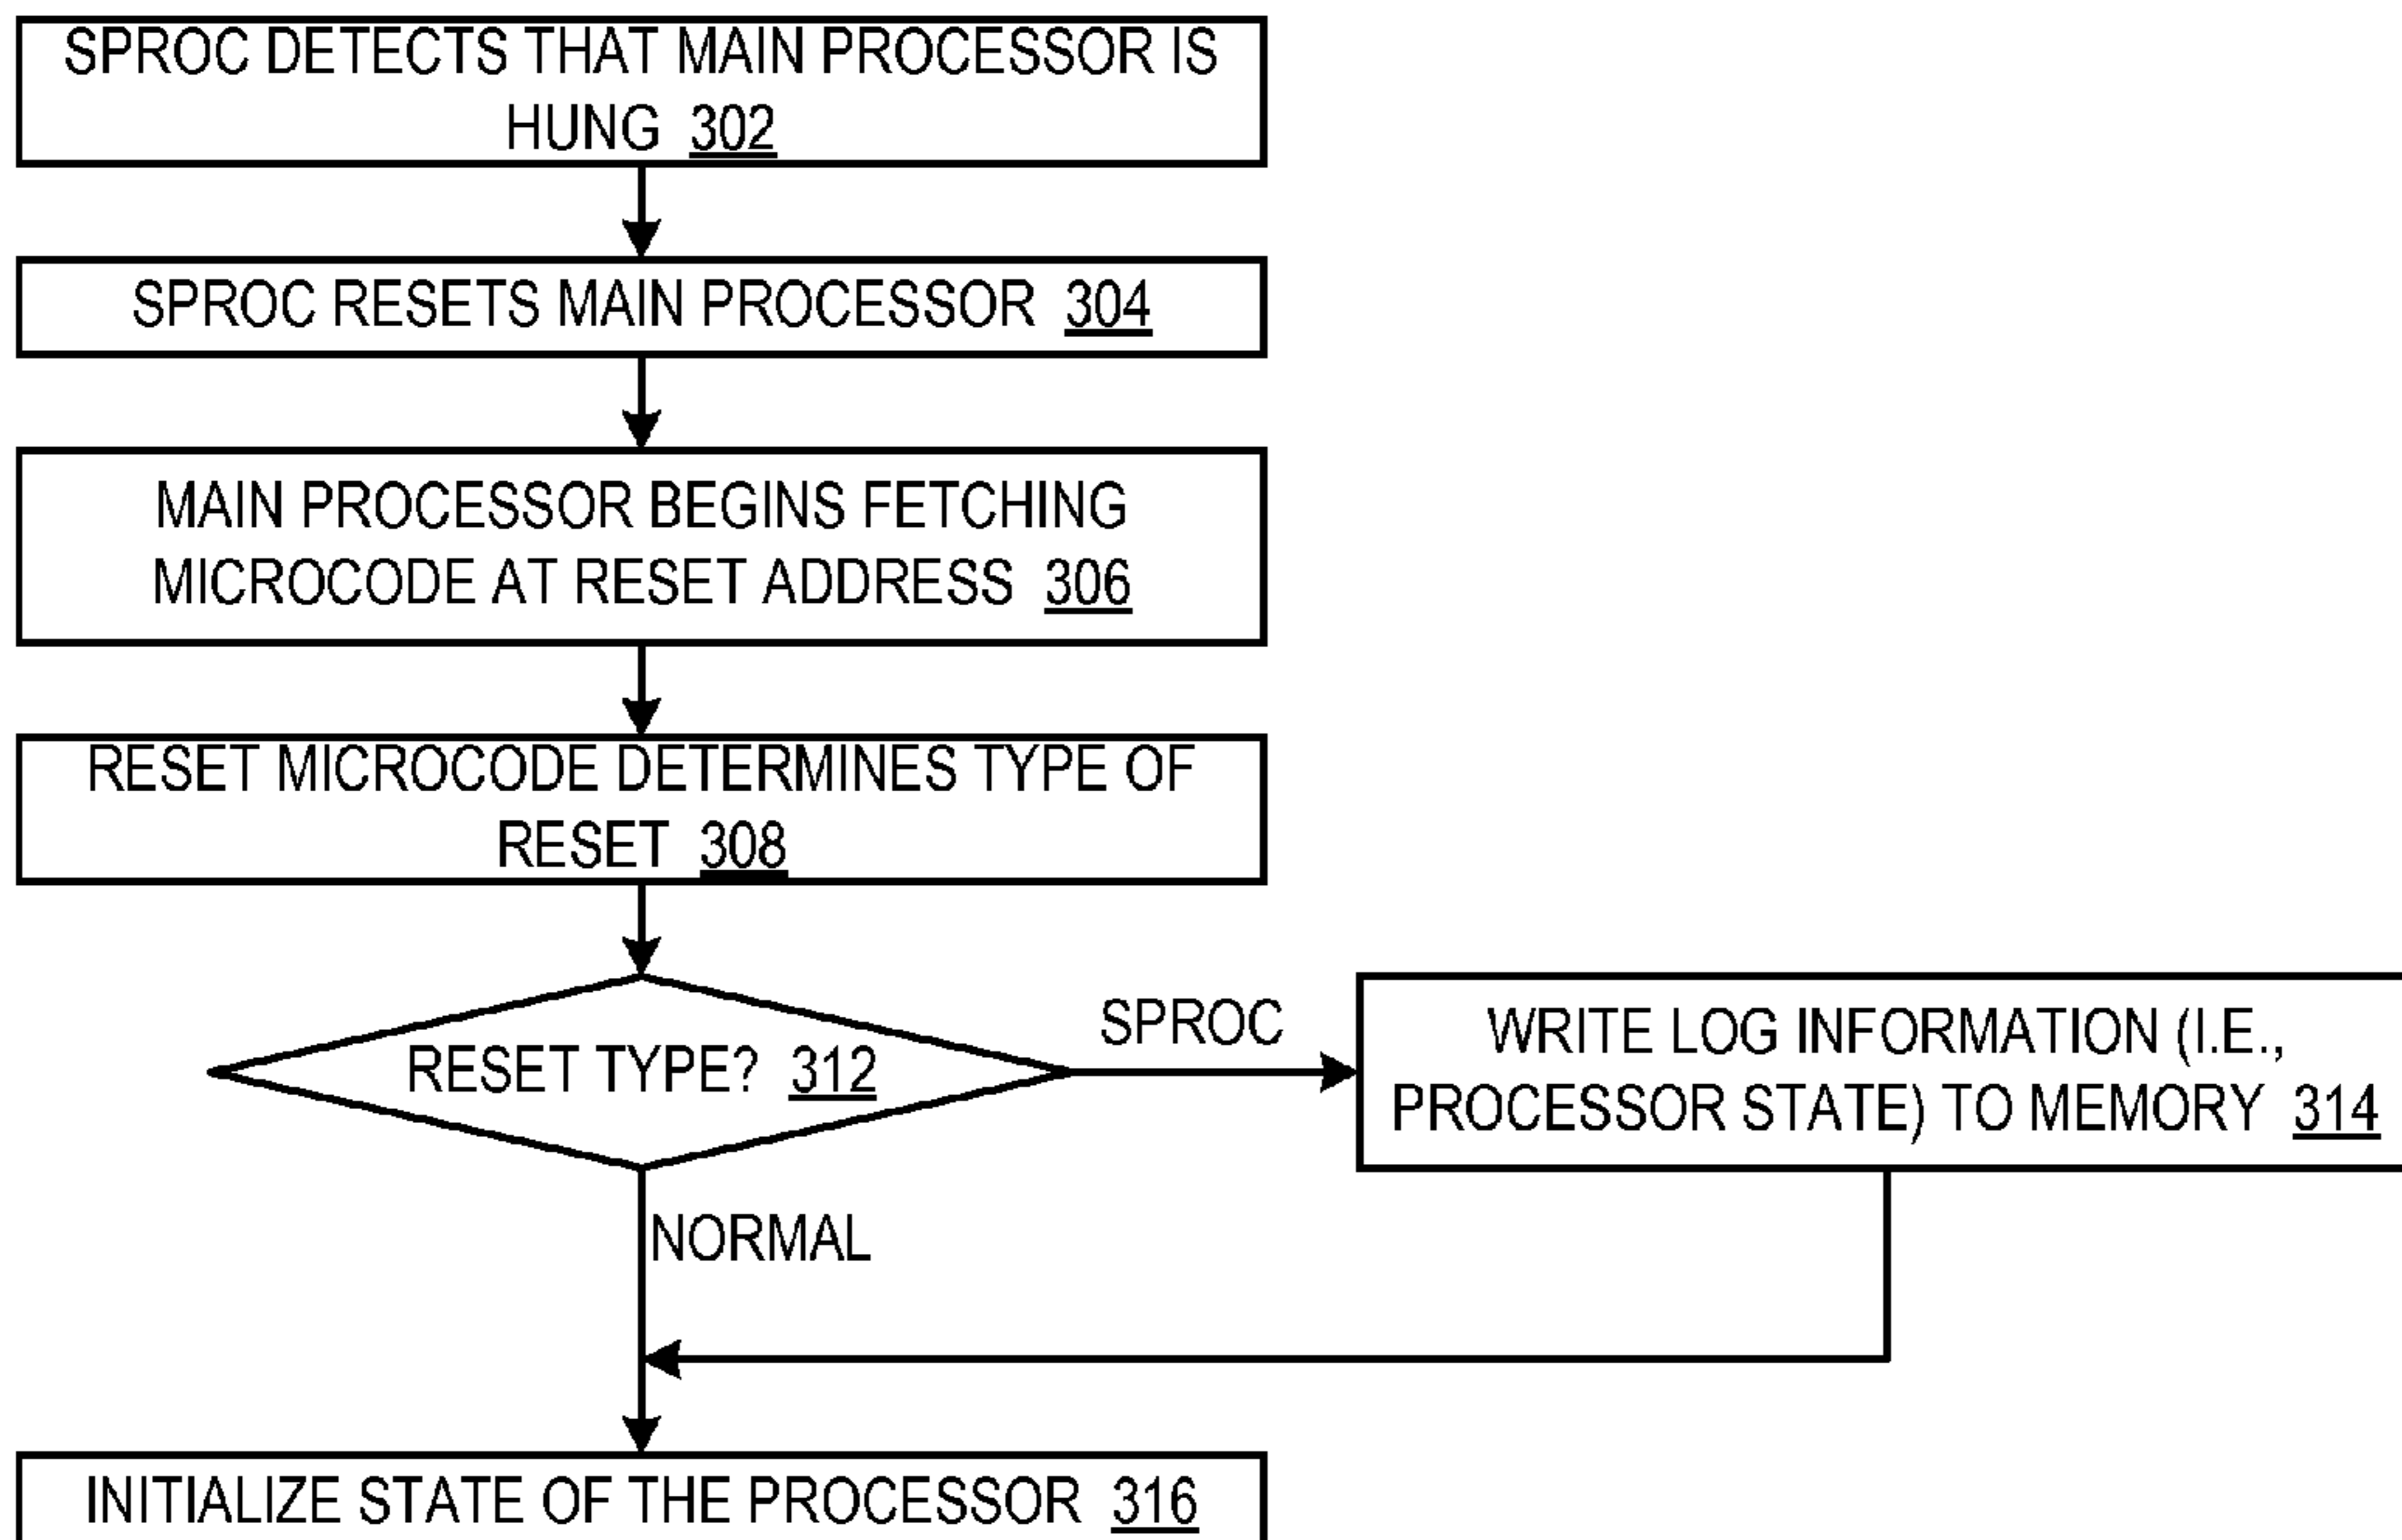 SPROC DETECTS THAT MAIN PROCESSOR IS
HUNG 302
SPROC RESETS MAIN PROCESSOR 304
MAIN PROCESSOR BEGINS FETCHING
MICROCODE AT RESET ADDRESS 306
RESET MICROCODE DETERMINES TYPE OF
RESET 308
RESET TYPE? 312
SPROC
WRITE LOG INFORMATION (I.E.,
PROCESSOR STATE) TO MEMORY 314
NORMAL
INITIALIZE STATE OF THE PROCESSOR 316